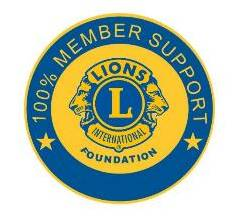 100% MEMBER SUPPORT
LIONS
L
INTERNATIONAL
FOUNDATION